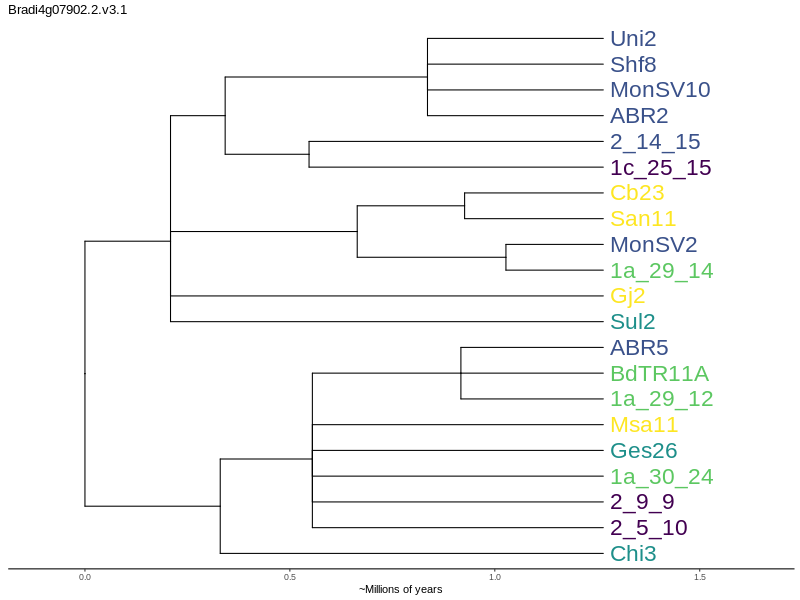 Bradi4g07902.2.v3.1
Uni2
Shf8
MonSV10
ABR2
2_14_15
1c_25_15
Cb23
San11
MonSV2
1a_29_14
Gj2
Sul2
ABR5
BdTR11A
1a_29_12
Msa11
Ges26
1a_30_24
2_9_9
2_5_10
Chi3
0.0 0.5 1.0 1.5
~Millions of years